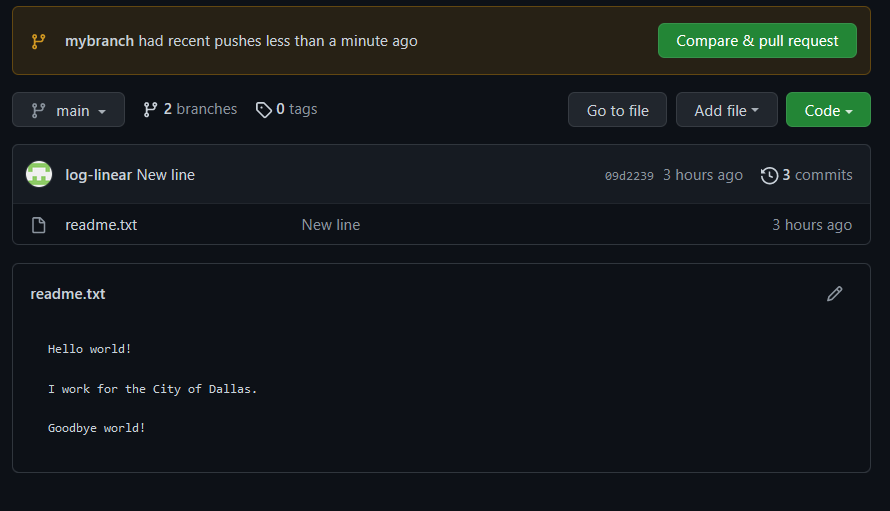 mybranch had recent pushes less than a minute ago
Compare & pull request
main
2 branches
0 tags
Go to file
Add file
Code
log-linear New line
09d2239 3 hours ago
3 commits
readme.txt
New line
3 hours ago
readme.txt
Hello world!
I work for the City of Dallas.
Goodbye world!